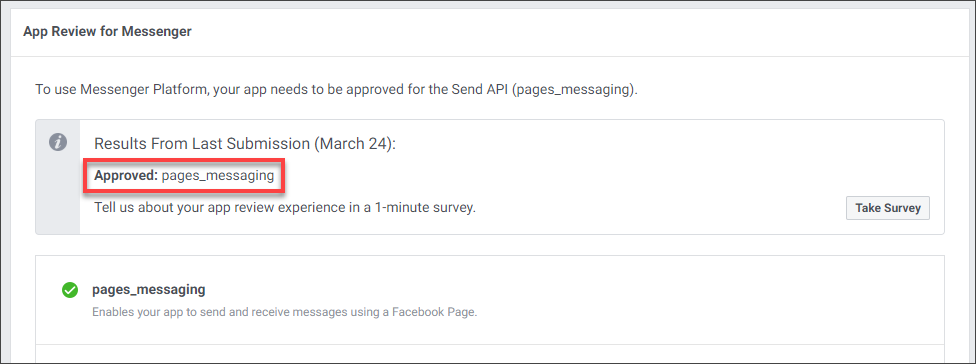 App Review for Messenger
To use Messenger Platform, your app needs to be approved for the Send API (pages_messaging).
Results From Last Submission (March 24):
Approved: pages_messaging
Tell us about your app review experience in a 1-minute survey.
Take Survey
pages_messaging
Enables your app to send and receive messages using a Facebook Page.